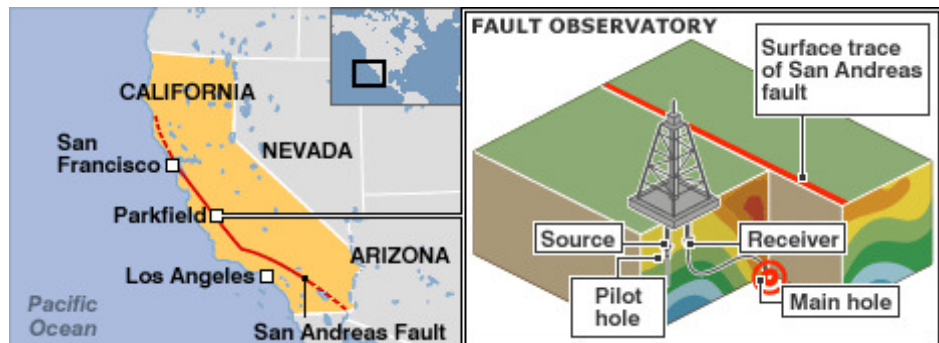 CALIFORNIA
NEVADA
San
Francisco
Parkfield
ARIZONA
Los Angeles
Pacific
Ocean
San Andreas Fault
FAULT OBSERVATORY
Surface trace
of San Andreas
fault
Source
Receiver
Pilot
hole
Main hole